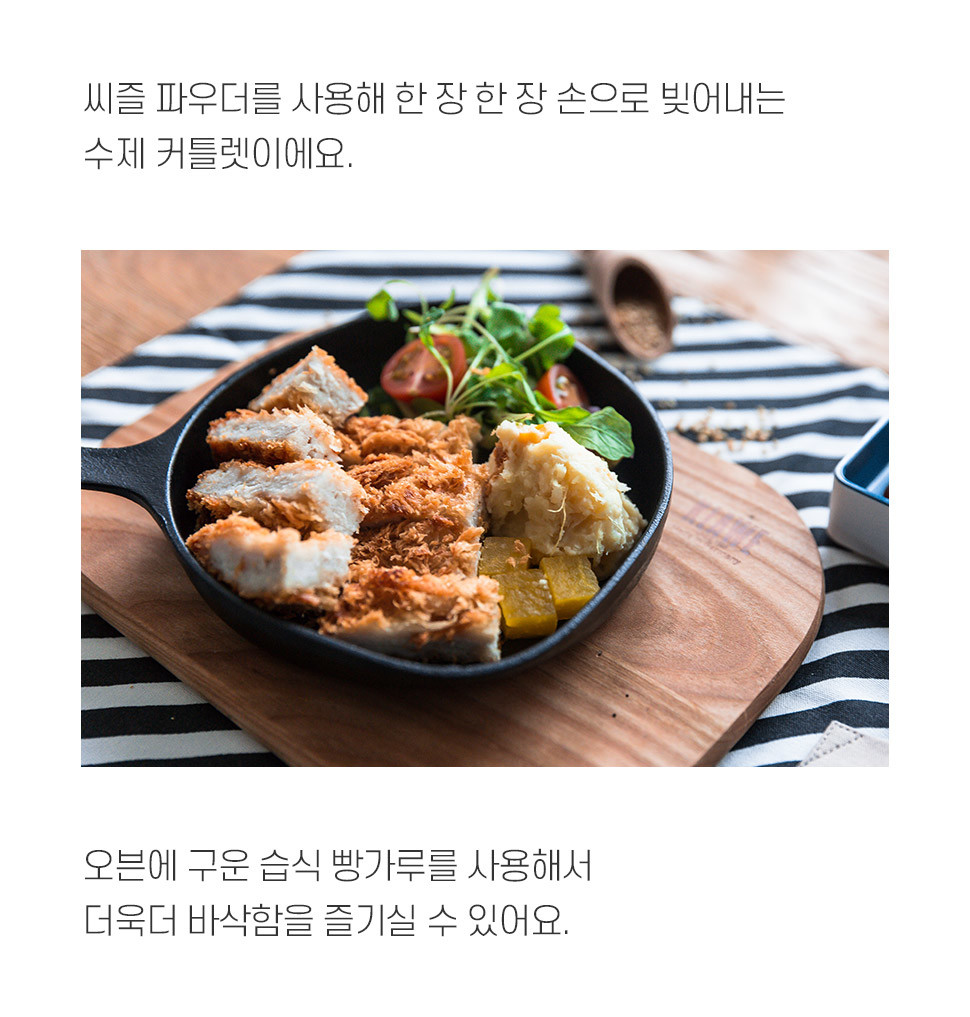 씨즐 파우더를 사용해 한 장 한 장 손으로 빚어내는
수제 커틀렛이에요.
오븐에 구운 습식 빵가루를 사용해서
더욱더 바삭함을 즐기실 수 있어요.